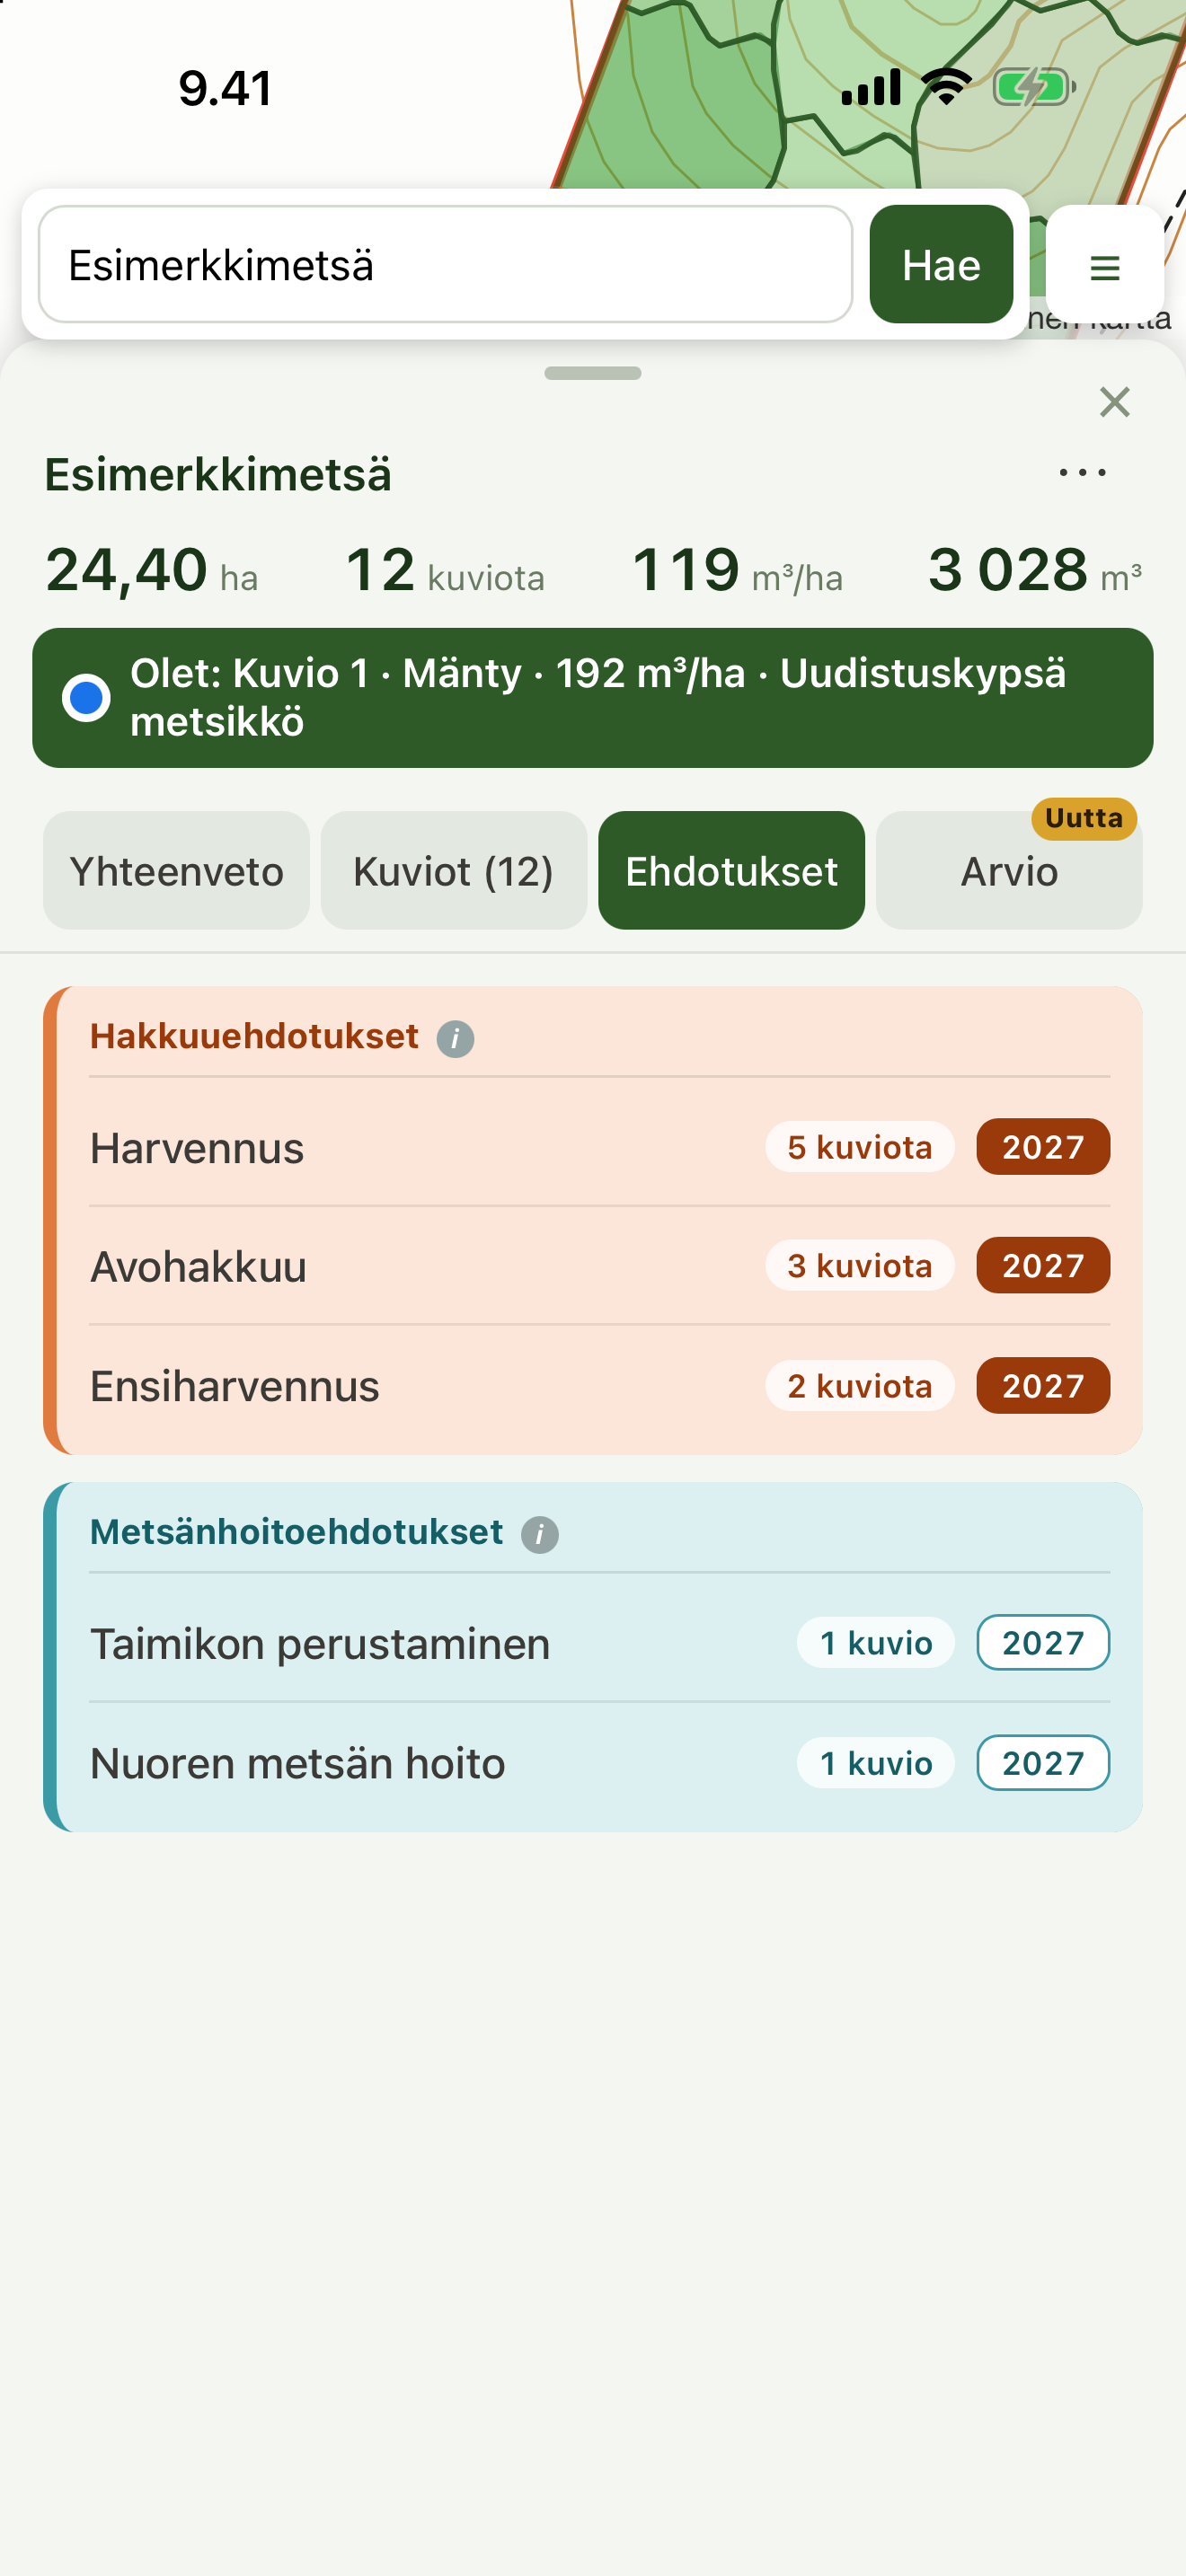 9.41
Esimerkkimetsä
Hae
≡
kartta
×
Esimerkkimetsä
...
24,40 ha 12 kuviota 119 m³/ha 3 028 m³
Olet: Kuvio 1 · Mänty · 192 m³/ha · Uudistuskypsä
metsikkö
Uutta
Yhteenveto Kuviot (12) Ehdotukset Arvio
Hakkuuehdotukset i
Harvennus 5 kuviota 2027
Avohakkuu 3 kuviota 2027
Ensiharvennus 2 kuviota 2027
Metsänhoitoehdotukset i
Taimikon perustaminen 1 kuvio 2027
Nuoren metsän hoito 1 kuvio 2027